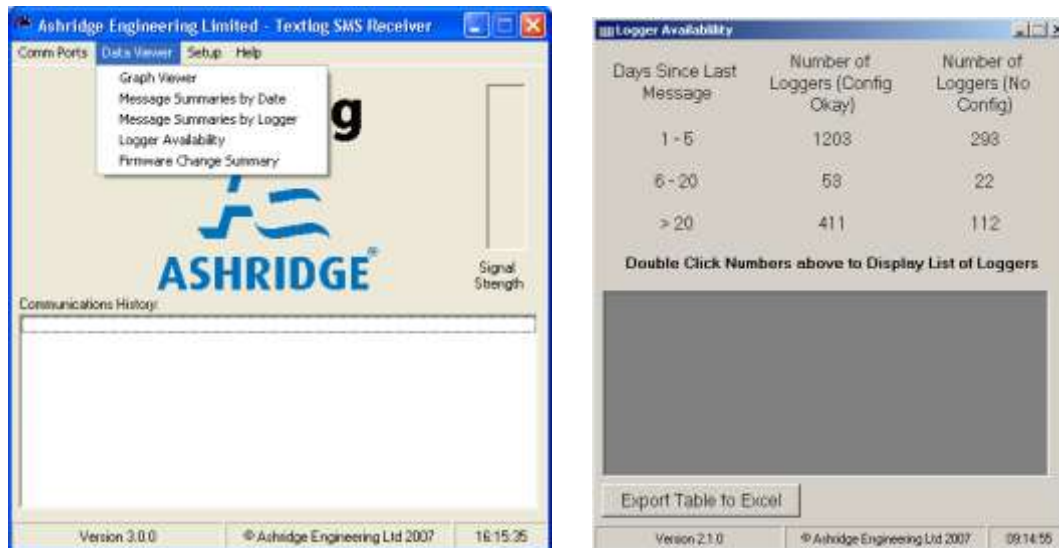 Ashridge Engineering Limited - Textlog SMS Receiver
Comm Ports Data Viewer Setup Help
Graph Viewer
Message Summaries by Date
Message Summaries by Logger
Logger Availability
Firmware Change Summary
g
ASHRIDGE®
Signal Strength
Communications History:
Version 3.0.0 © Ashridge Engineering Ltd 2007 16:15:35
Logger Availability
Days Since Last Message
Number of Loggers (Config Okay)
Number of Loggers (No Config)
1 - 5 1203 293
6 - 20 53 22
> 20 411 112
Double Click Numbers above to Display List of Loggers
Export Table to Excel
Version 2.1.0 © Ashridge Engineering Ltd 2007 09:14:55